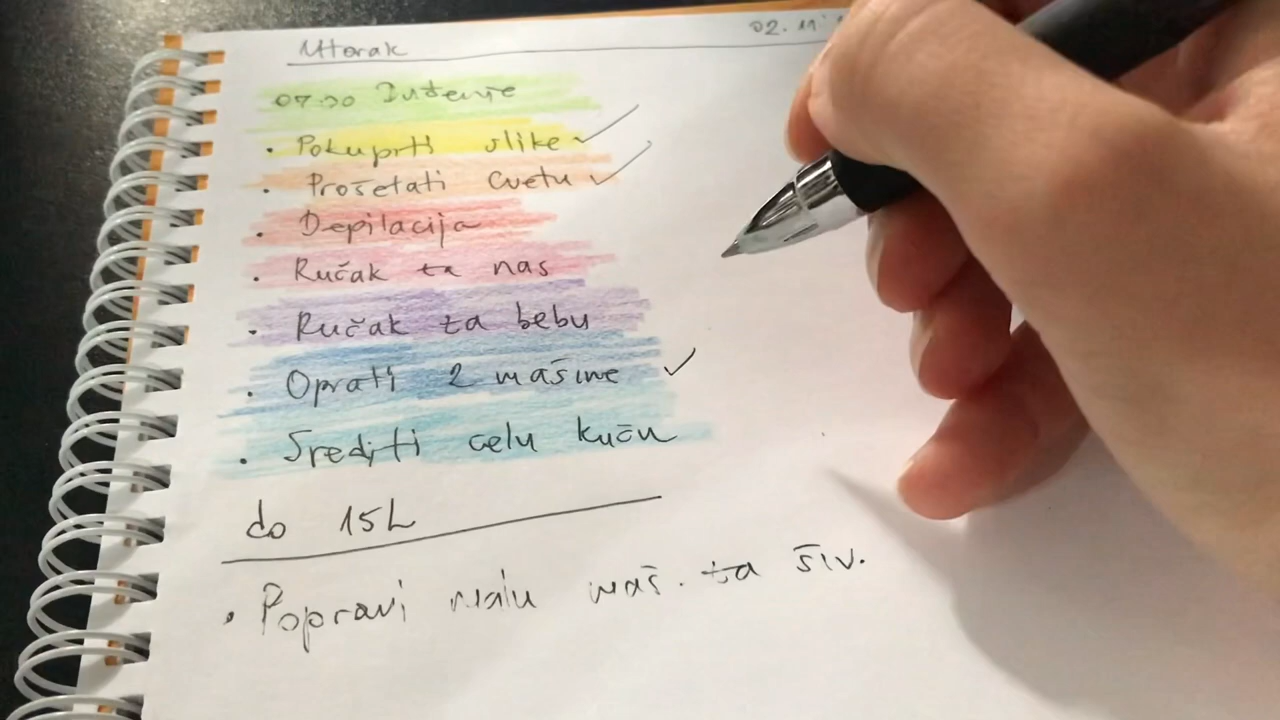 Utorak 02. 11
07:30 Buđenje
• Pokupiti slike ✓
• Prošetati Cvetu ✓
• Depilacija
• Ručak za nas
• Ručak za bebu
• Oprati 2 mašine ✓
• Srediti celu kuću
do 15h
• Popravi malu maš. za šiv.